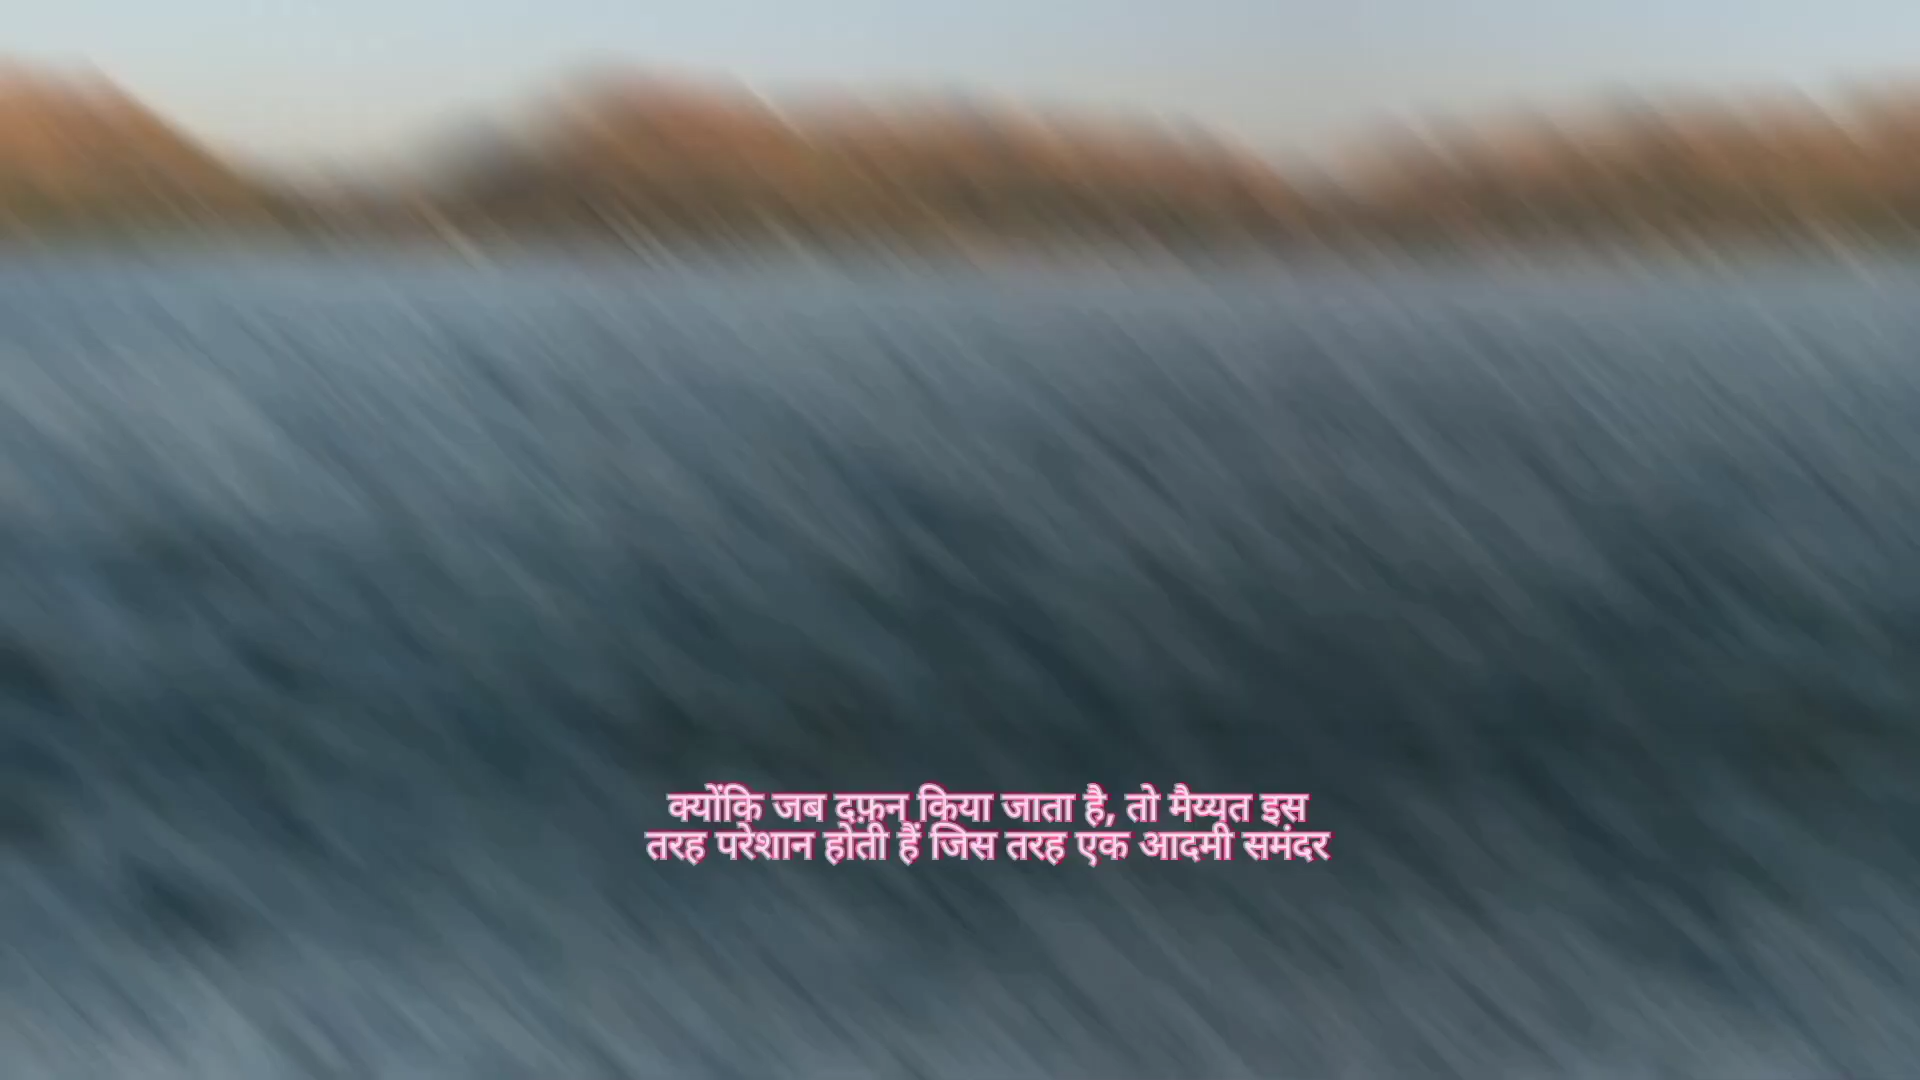 क्योंकि जब दफ़न किया जाता है, तो मैय्यत इस
तरह परेशान होती हैं जिस तरह एक आदमी समंदर